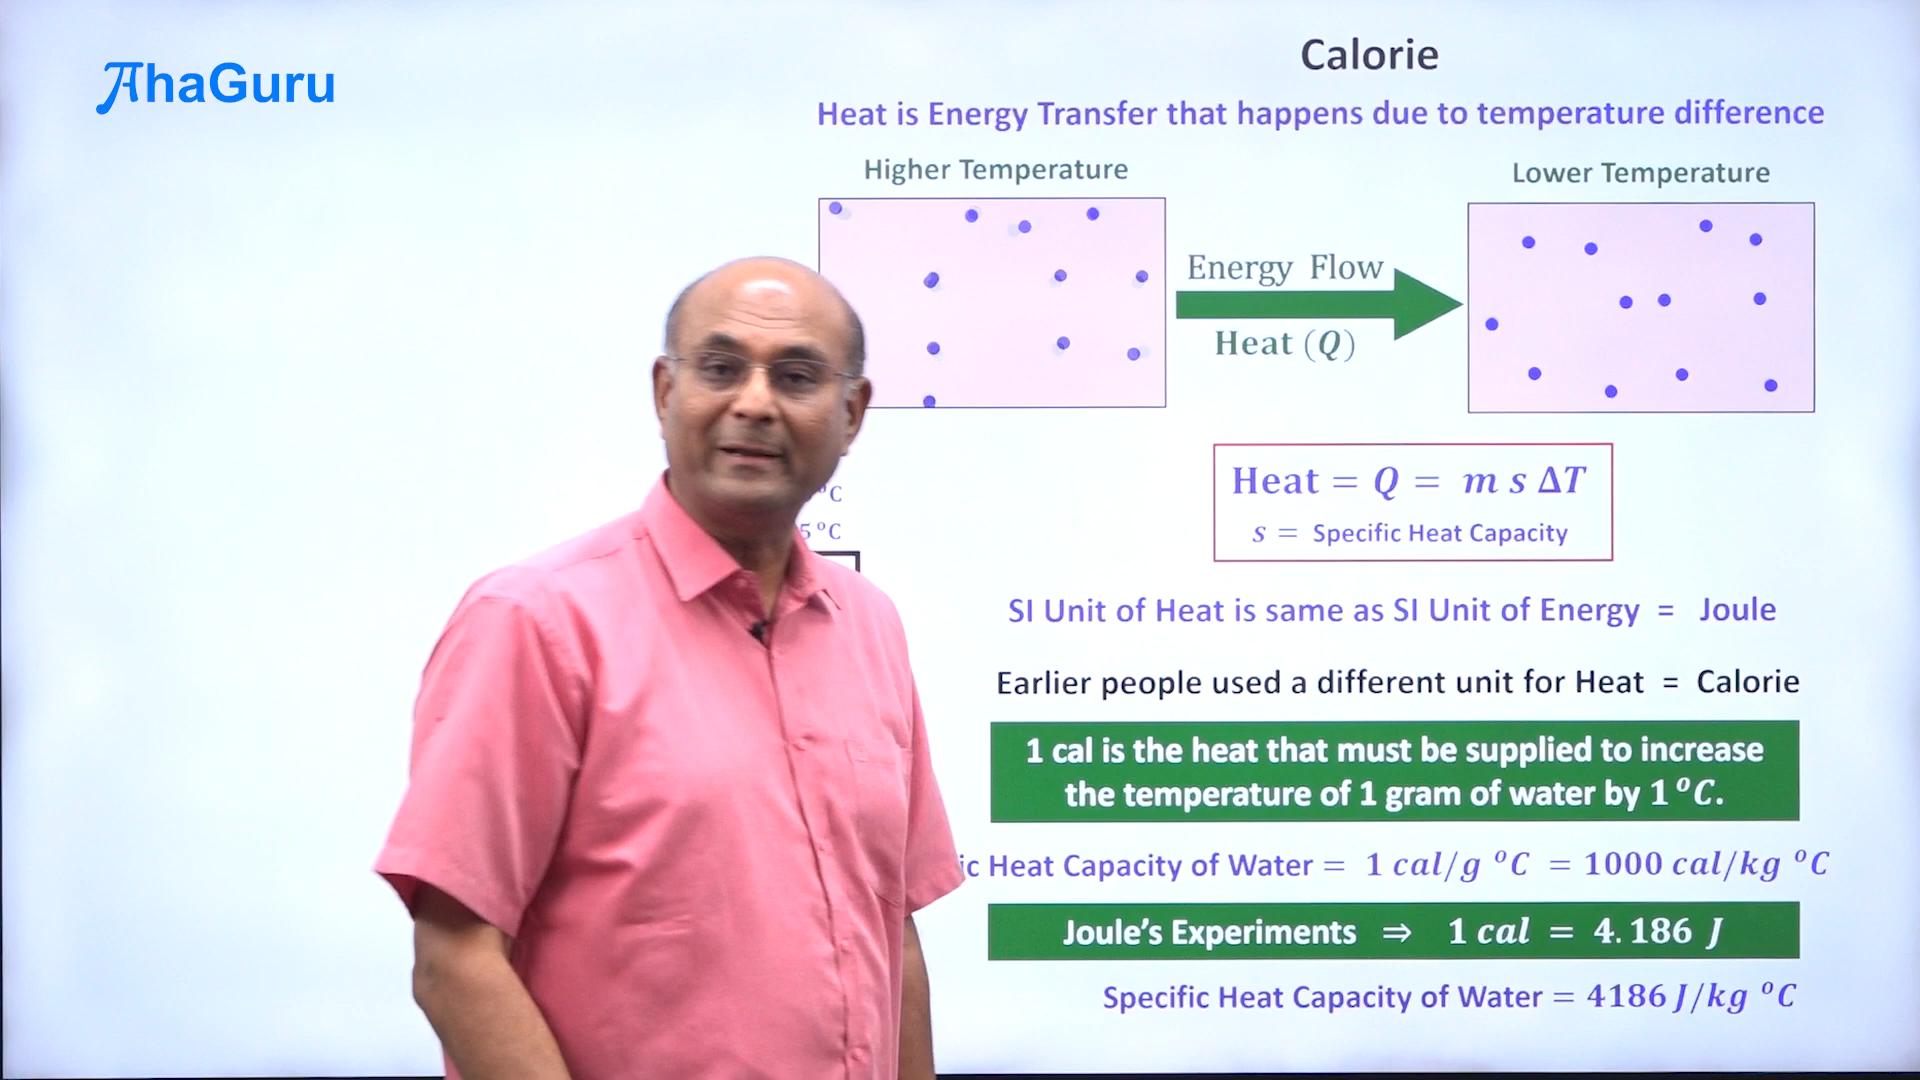 AhaGuru
Calorie
Heat is Energy Transfer that happens due to temperature difference
Higher Temperature
Lower Temperature
Energy Flow
Heat (Q)
Heat = Q = m s ΔT
s = Specific Heat Capacity
°C
5 °C
SI Unit of Heat is same as SI Unit of Energy = Joule
Earlier people used a different unit for Heat = Calorie
1 cal is the heat that must be supplied to increase
the temperature of 1 gram of water by 1 °C.
ic Heat Capacity of Water = 1 cal/g °C = 1000 cal/kg °C
Joule's Experiments ⇒ 1 cal = 4.186 J
Specific Heat Capacity of Water = 4186 J/kg °C